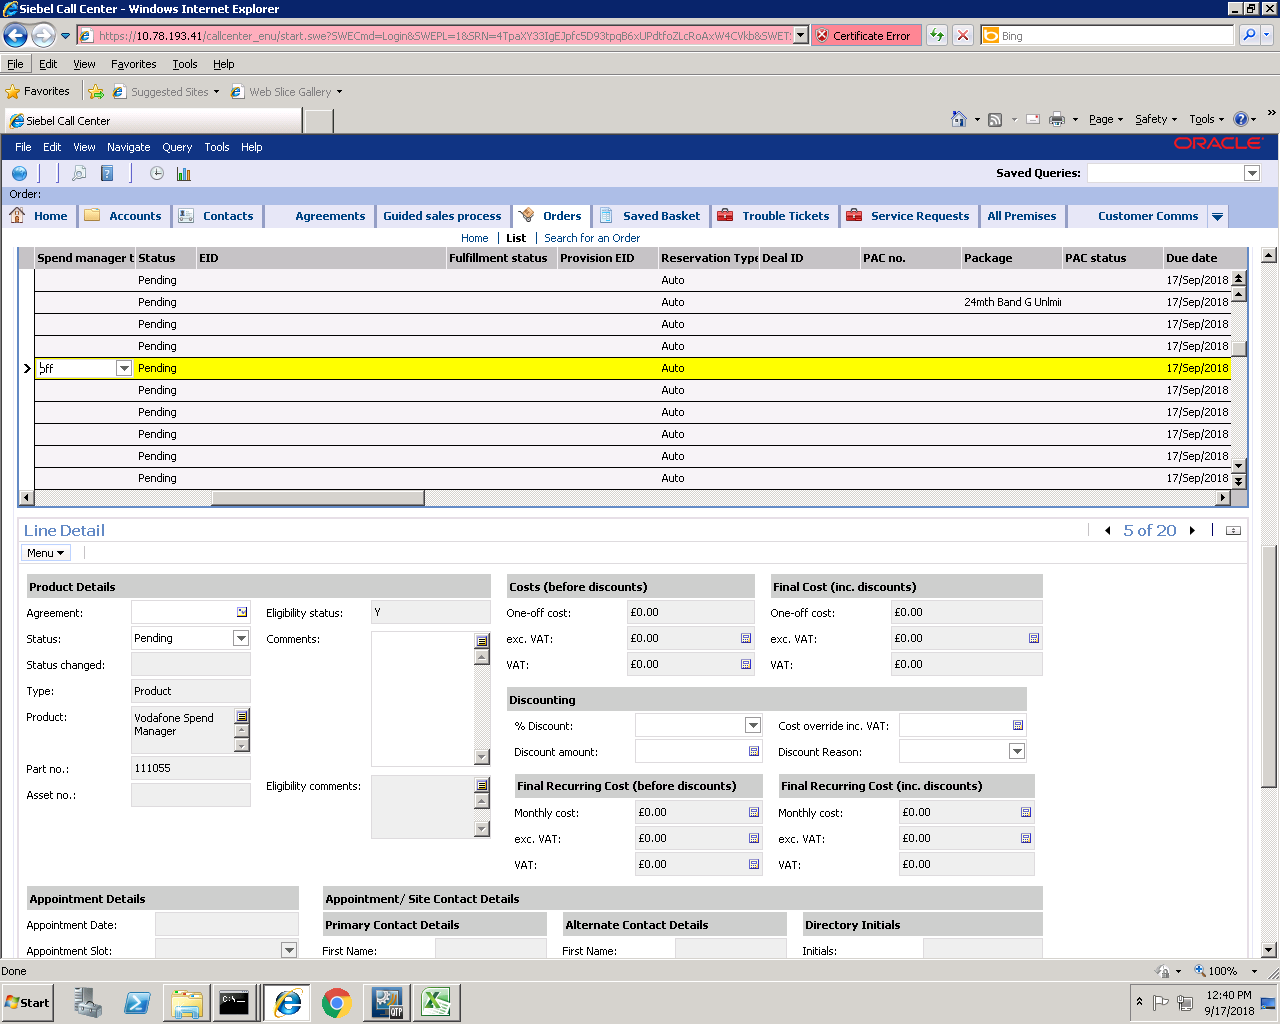 Siebel Call Center - Windows Internet Explorer
https://10.78.193.41/callcenter_enu/start.swe?SWECmd=Login&SWEPL=1&SRN=4TpaXY33IgEJpfc5D93tpqB6xUPdtfoZLcRoAxW4CVkb&SWET: Certificate Error Bing
File Edit View Favorites Tools Help
Favorites Suggested Sites Web Slice Gallery
Siebel Call Center Page Safety Tools »
File Edit View Navigate Query Tools Help ORACLE
Saved Queries:
Order:
Home Accounts Contacts Agreements Guided sales process Orders Saved Basket Trouble Tickets Service Requests All Premises Customer Comms
Home | List | Search for an Order
Spend manager t Status EID Fulfillment status Provision EID Reservation Type Deal ID PAC no. Package PAC status Due date
Pending Auto 17/Sep/2018
Pending Auto 24mth Band G Unlmi 17/Sep/2018
Pending Auto 17/Sep/2018
Pending Auto 17/Sep/2018
Off Pending Auto 17/Sep/2018
Pending Auto 17/Sep/2018
Pending Auto 17/Sep/2018
Pending Auto 17/Sep/2018
Pending Auto 17/Sep/2018
Pending Auto 17/Sep/2018
Line Detail 5 of 20
Menu
Product Details Costs (before discounts) Final Cost (inc. discounts)
Agreement: Eligibility status: Y One-off cost: £0.00 One-off cost: £0.00
Status: Pending Comments: exc. VAT: £0.00 exc. VAT: £0.00
Status changed: VAT: £0.00 VAT: £0.00
Type: Product
Discounting
Product: Vodafone Spend Manager % Discount: Cost override inc. VAT:
Discount amount: Discount Reason:
Part no.: 111055
Asset no.: Eligibility comments: Final Recurring Cost (before discounts) Final Recurring Cost (inc. discounts)
Monthly cost: £0.00 Monthly cost: £0.00
exc. VAT: £0.00 exc. VAT: £0.00
VAT: £0.00 VAT: £0.00
Appointment Details Appointment/ Site Contact Details
Appointment Date: Primary Contact Details Alternate Contact Details Directory Initials
Appointment Slot: First Name: First Name: Initials:
Done 100%
Start C:\ QTP 12:40 PM
9/17/2018